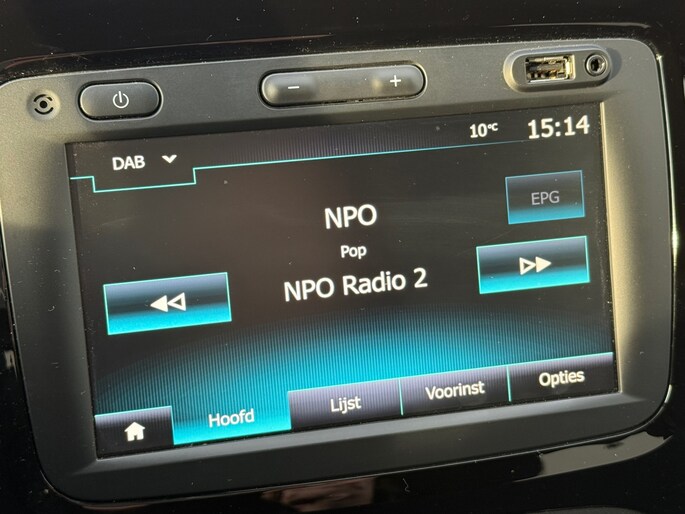 DAB
10°C 15:14
EPG
NPO
Pop
NPO Radio 2
Hoofd Lijst Voorinst Opties